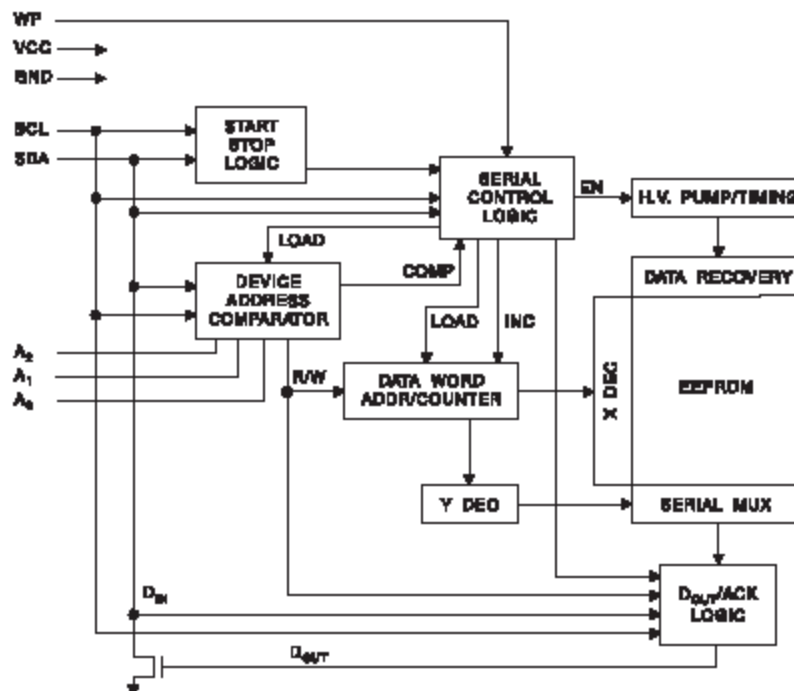 WP
VCC
GND
SCL
SDA
START
STOP
LOGIC
SERIAL
CONTROL
LOGIC
EN
H.V. PUMP/TIMING
LOAD
COMP
DEVICE
ADDRESS
COMPARATOR
DATA RECOVERY
LOAD
INC
A2
A1
A0
R/W
DATA WORD
ADDR/COUNTER
X DEC
EEPROM
Y DEC
SERIAL MUX
DIN
DOUT/ACK
LOGIC
DOUT